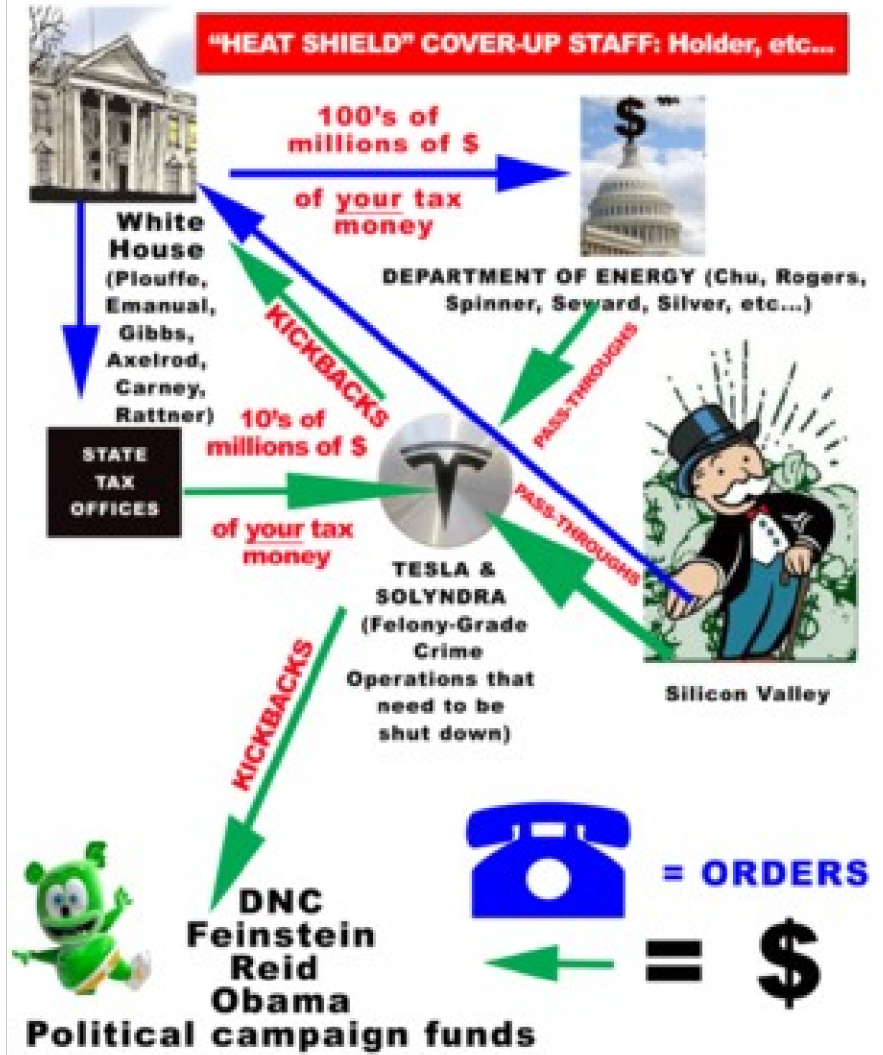 “HEAT SHIELD” COVER-UP STAFF: Holder, etc...
100's of
millions of $
of your tax
money
$
White
House
(Plouffe,
Emanual,
Gibbs,
Axelrod,
Carney,
Rattner)
DEPARTMENT OF ENERGY (Chu, Rogers,
Spinner, Seward, Silver, etc...)
KICKBACKS
PASS-THROUGHS
PASS-THROUGHS
STATE
TAX
OFFICES
10's of
millions of $
of your tax
money
TESLA &
SOLYNDRA
(Felony-Grade
Crime
Operations that
need to be
shut down)
Silicon Valley
KICKBACKS
DNC
Feinstein
Reid
Obama
Political campaign funds
= ORDERS
= $